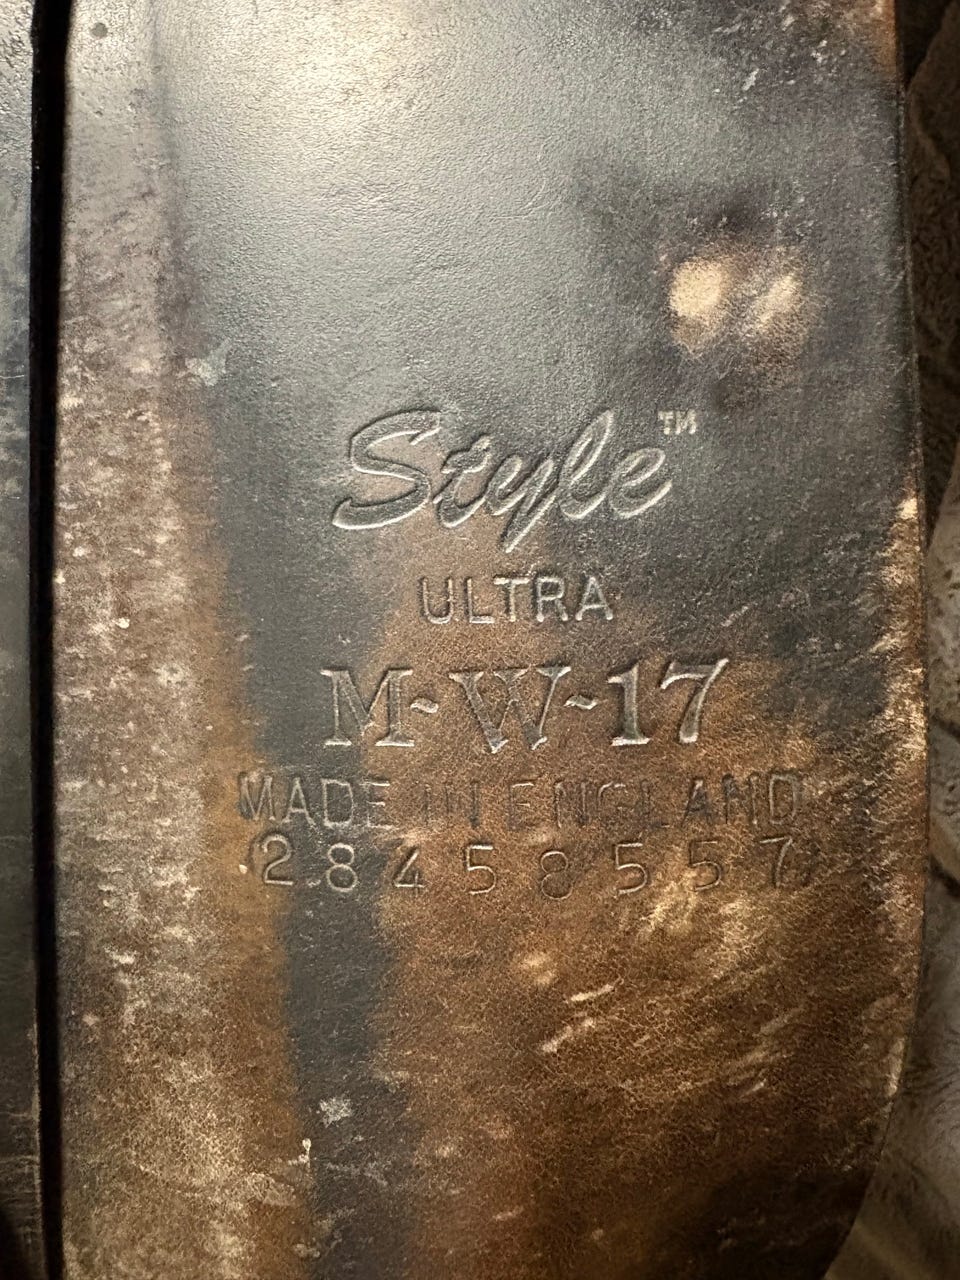 Style™
ULTRA
M-W-17
MADE IN ENGLAND
28458557